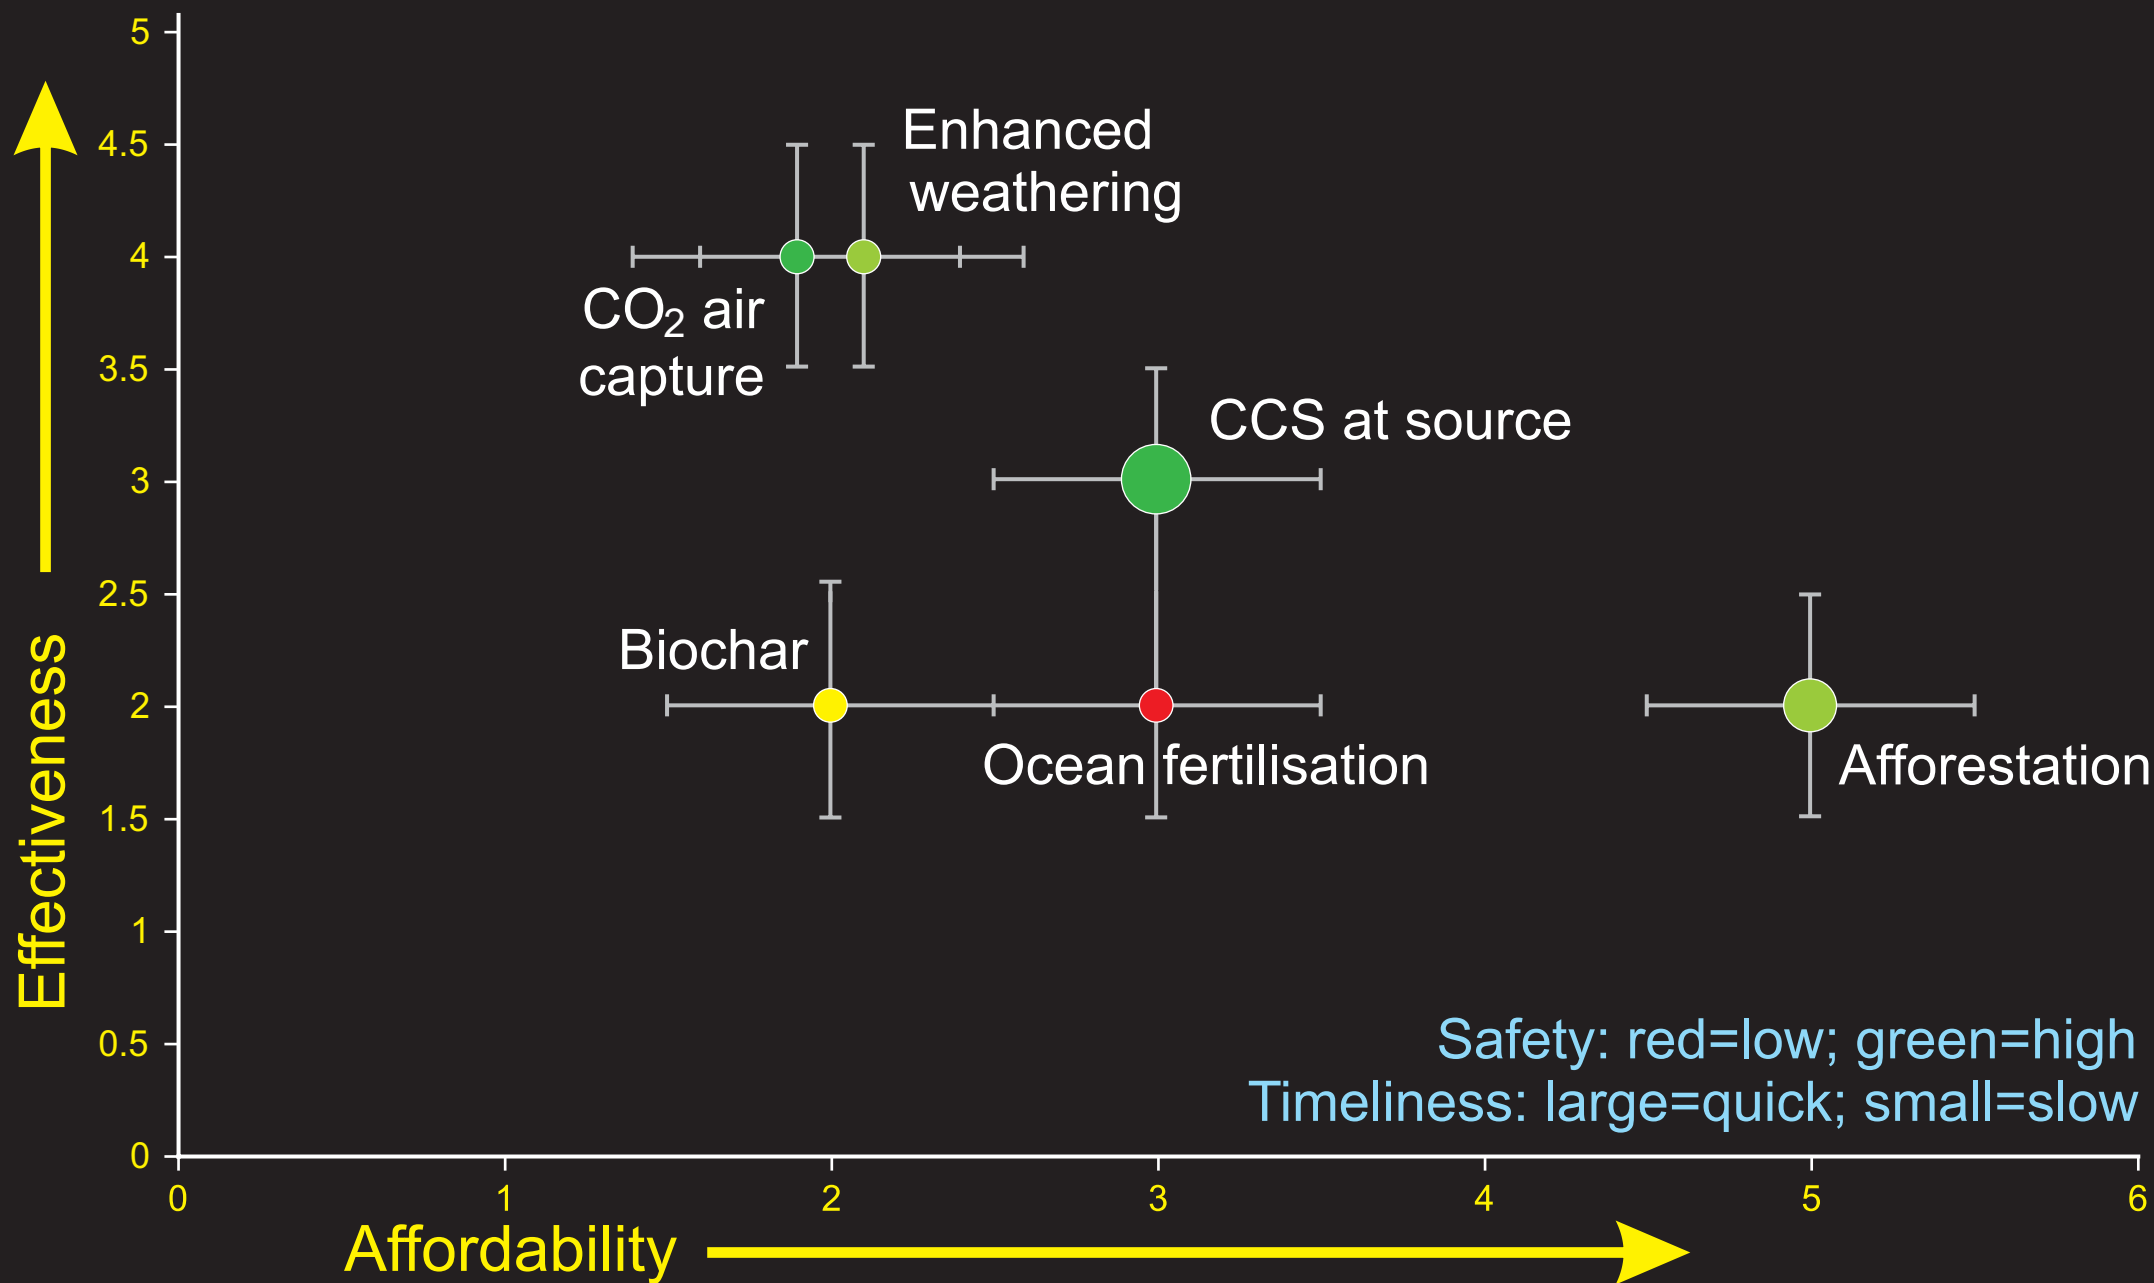 5
4.5
4
3.5
3
2.5
2
1.5
1
0.5
0
Effectiveness
Enhanced
weathering
CO₂ air
capture
CCS at source
Biochar
Ocean fertilisation
Afforestation
Safety: red=low; green=high
Timeliness: large=quick; small=slow
0 1 2 3 4 5 6
Affordability